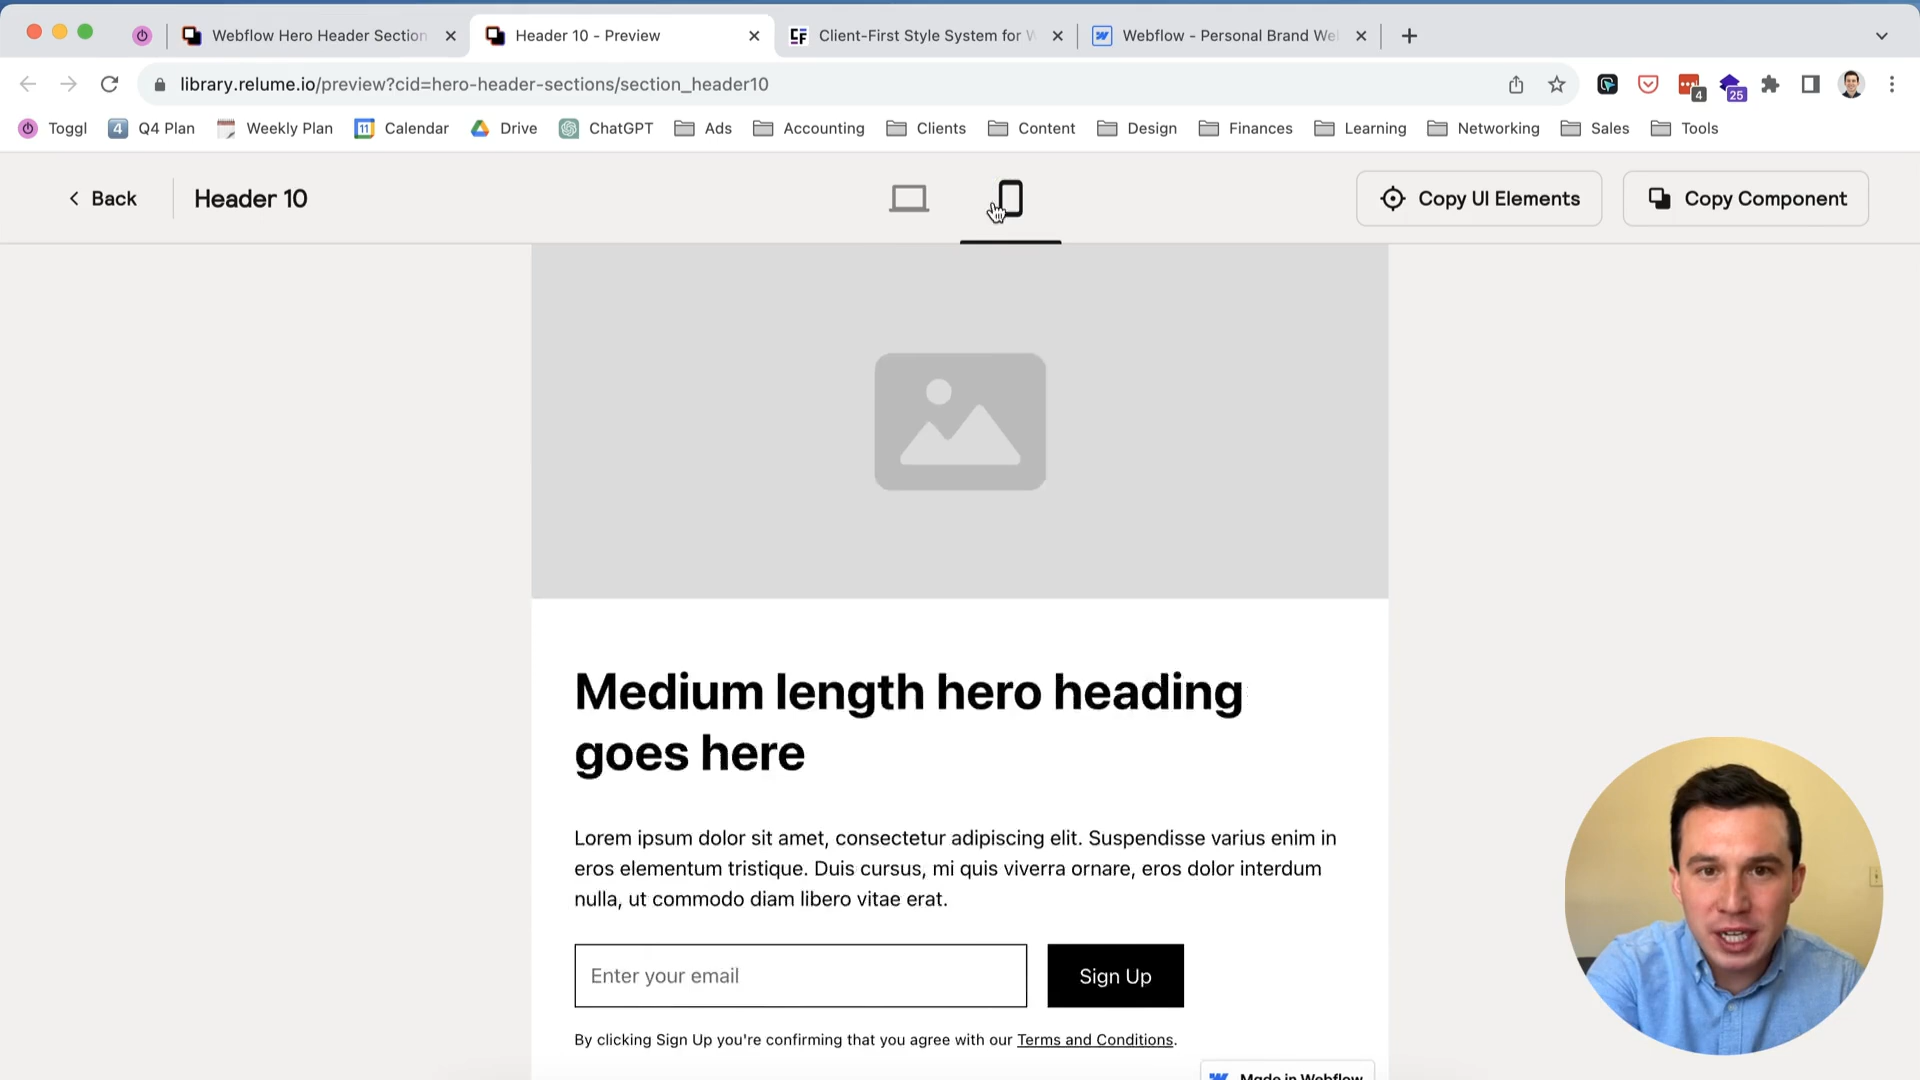 Webflow Hero Header Section
Header 10 - Preview
Client-First Style System for W
Webflow - Personal Brand We
library.relume.io/preview?cid=hero-header-sections/section_header10
4
25
Toggl
4 Q4 Plan
Weekly Plan
11 Calendar
Drive
ChatGPT
Ads
Accounting
Clients
Content
Design
Finances
Learning
Networking
Sales
Tools
Back
Header 10
Copy UI Elements
Copy Component
Medium length hero heading
goes here
Lorem ipsum dolor sit amet, consectetur adipiscing elit. Suspendisse varius enim in
eros elementum tristique. Duis cursus, mi quis viverra ornare, eros dolor interdum
nulla, ut commodo diam libero vitae erat.
Enter your email
Sign Up
By clicking Sign Up you're confirming that you agree with our Terms and Conditions.
Made in Webflow